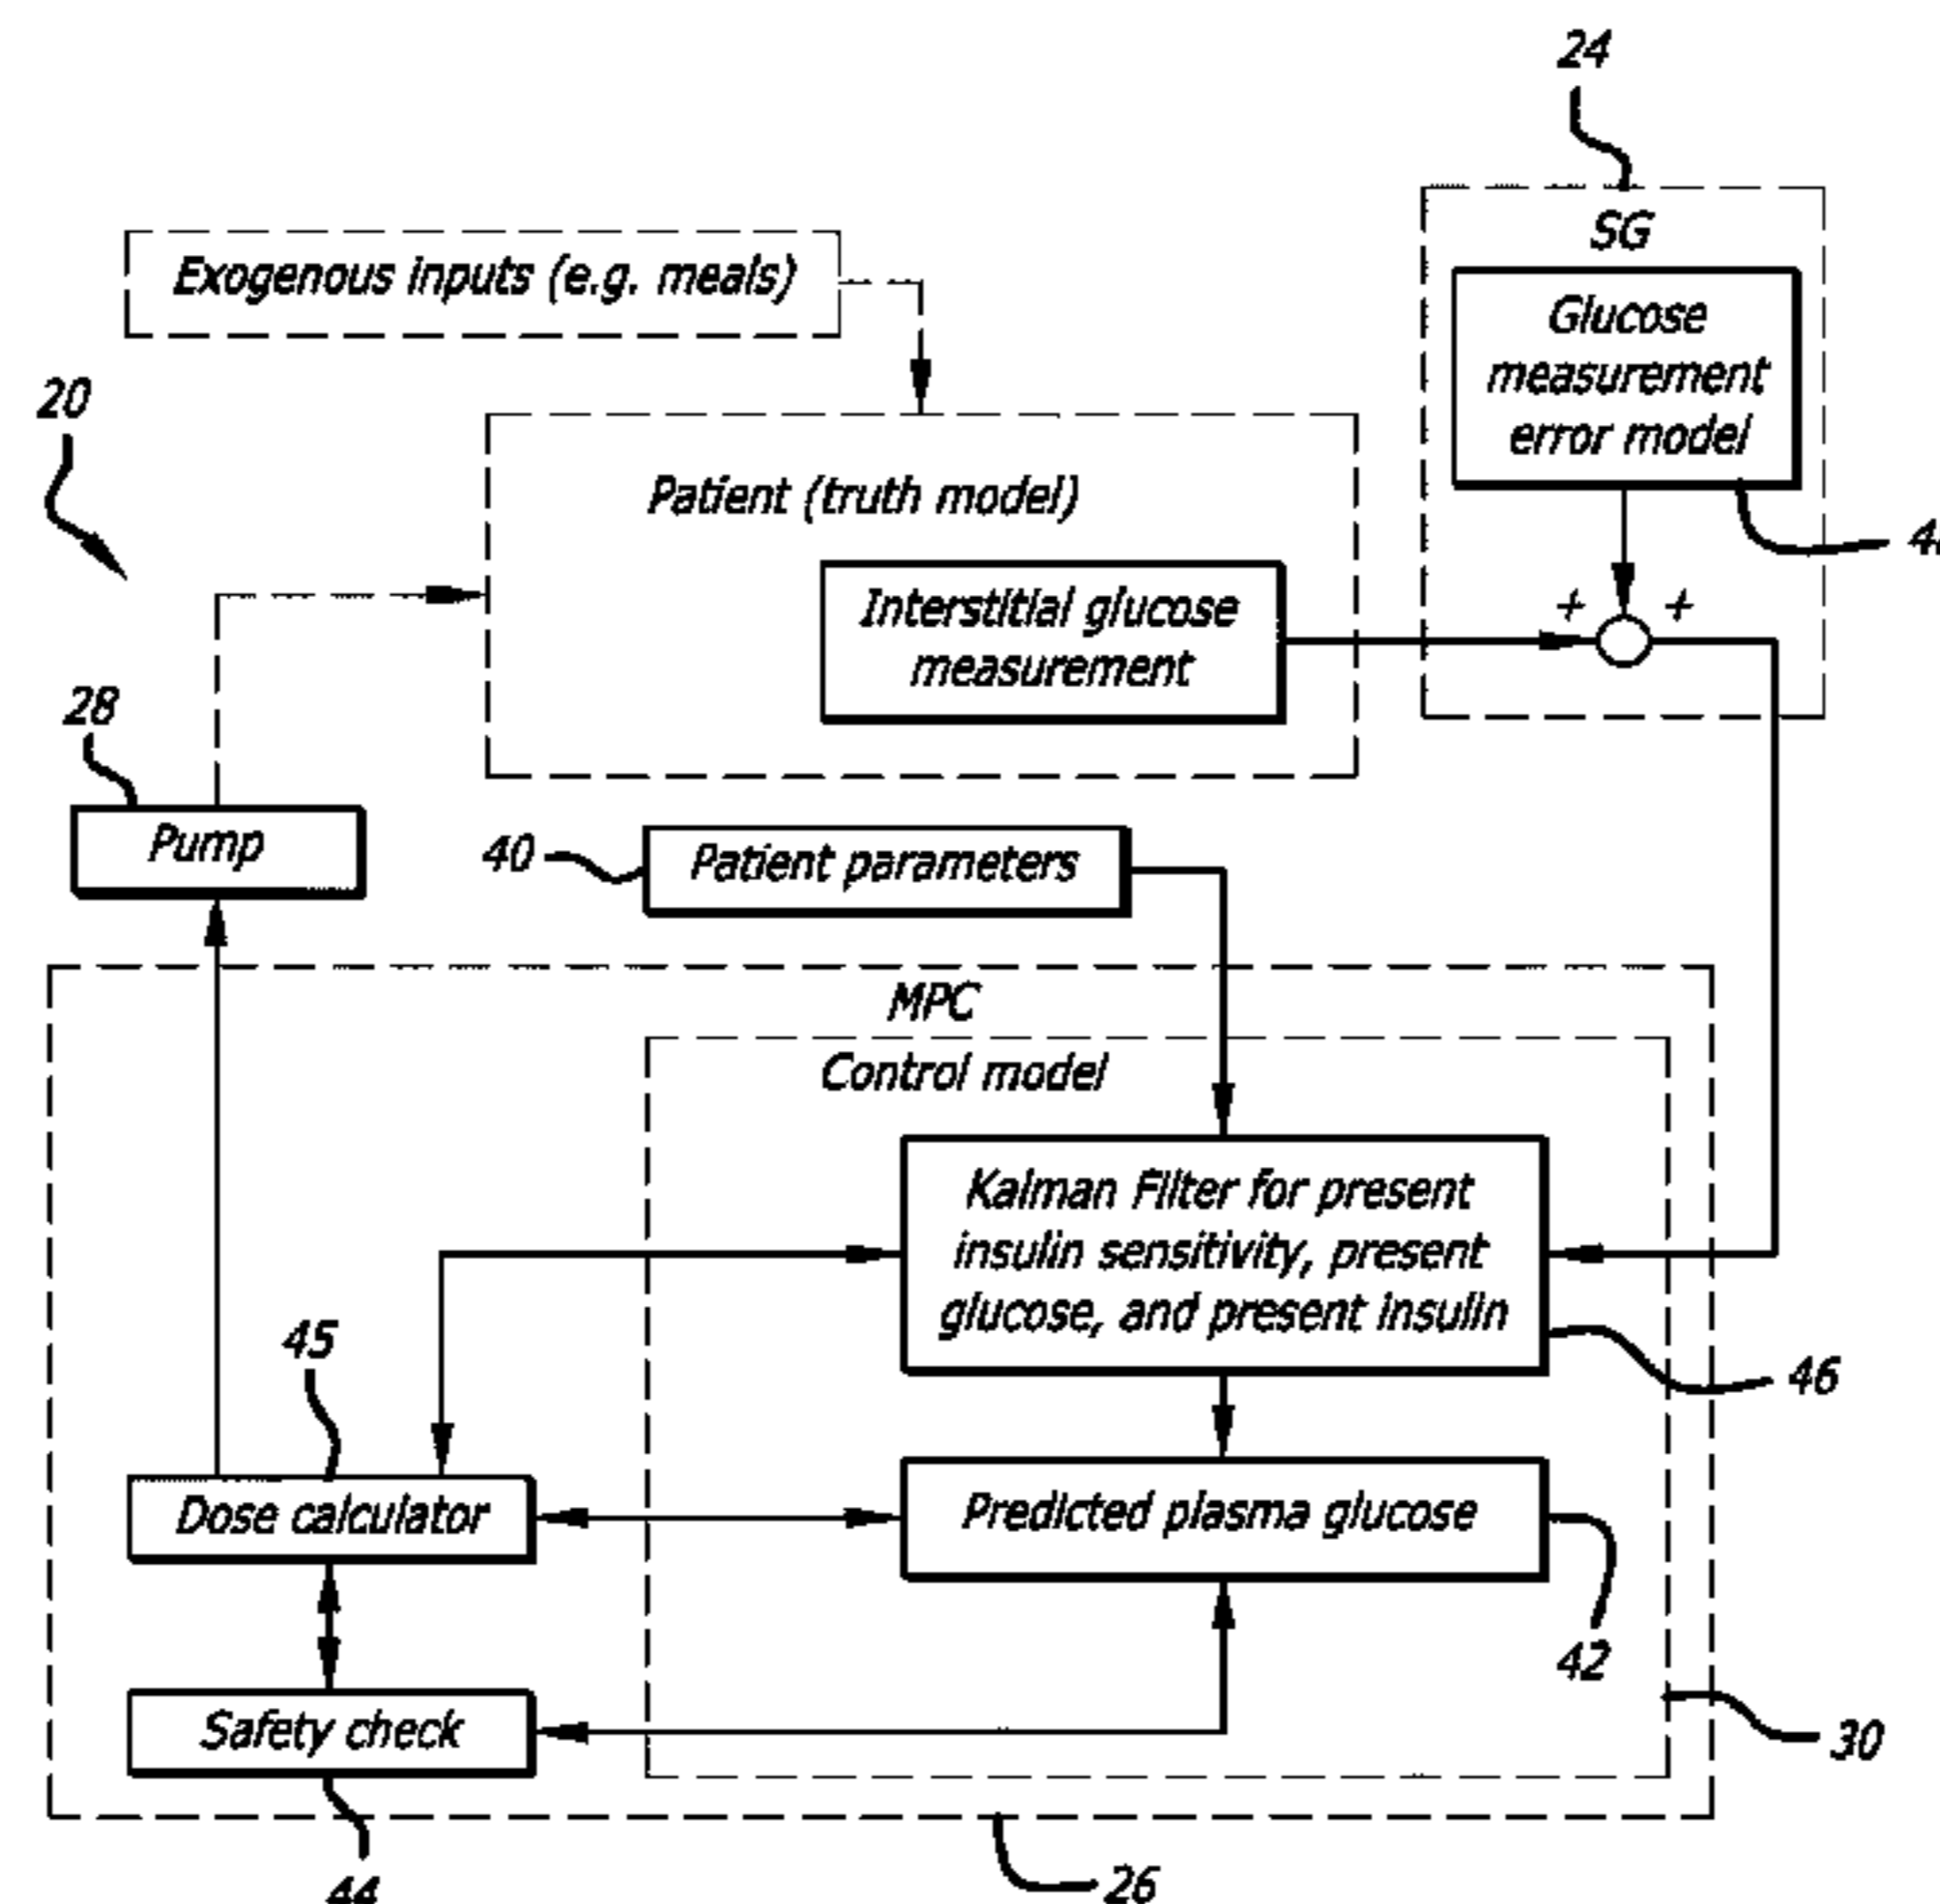 24
SG
Exogenous inputs (e.g. meals)
Glucose
measurement
error model
20
Patient (truth model)
Interstitial glucose
measurement
+ +
28
Pump
40
Patient parameters
MPC
Control model
Kalman Filter for present
insulin sensitivity, present
glucose, and present insulin
45
46
Dose calculator
Predicted plasma glucose
42
Safety check
30
44
26